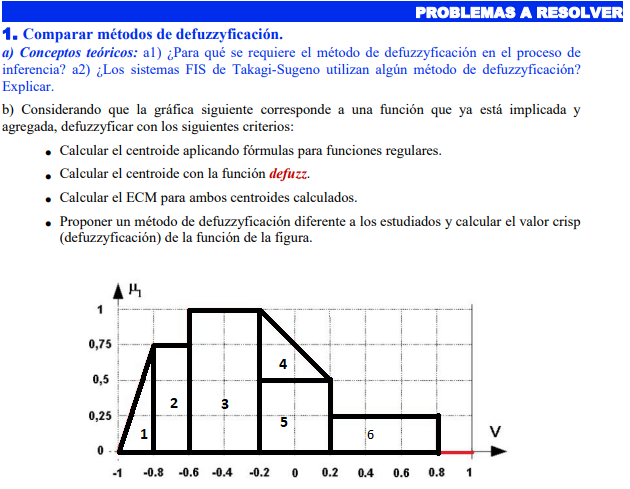 PROBLEMAS A RESOLVER
1. Comparar métodos de defuzzyficación.
a) Conceptos teóricos: a1) ¿Para qué se requiere el método de defuzzyficación en el proceso de
inferencia? a2) ¿Los sistemas FIS de Takagi-Sugeno utilizan algún método de defuzzyficación?
Explicar.
b) Considerando que la gráfica siguiente corresponde a una función que ya está implicada y
agregada, defuzzyficar con los siguientes criterios:
• Calcular el centroide aplicando fórmulas para funciones regulares.
• Calcular el centroide con la función defuzz.
• Calcular el ECM para ambos centroides calculados.
• Proponer un método de defuzzyficación diferente a los estudiados y calcular el valor crisp
(defuzzyficación) de la función de la figura.
μ1
1
0,75
4
0,5
2 3
0,25
5
1 6
V
0
-1 -0.8 -0.6 -0.4 -0.2 0 0.2 0.4 0.6 0.8 1